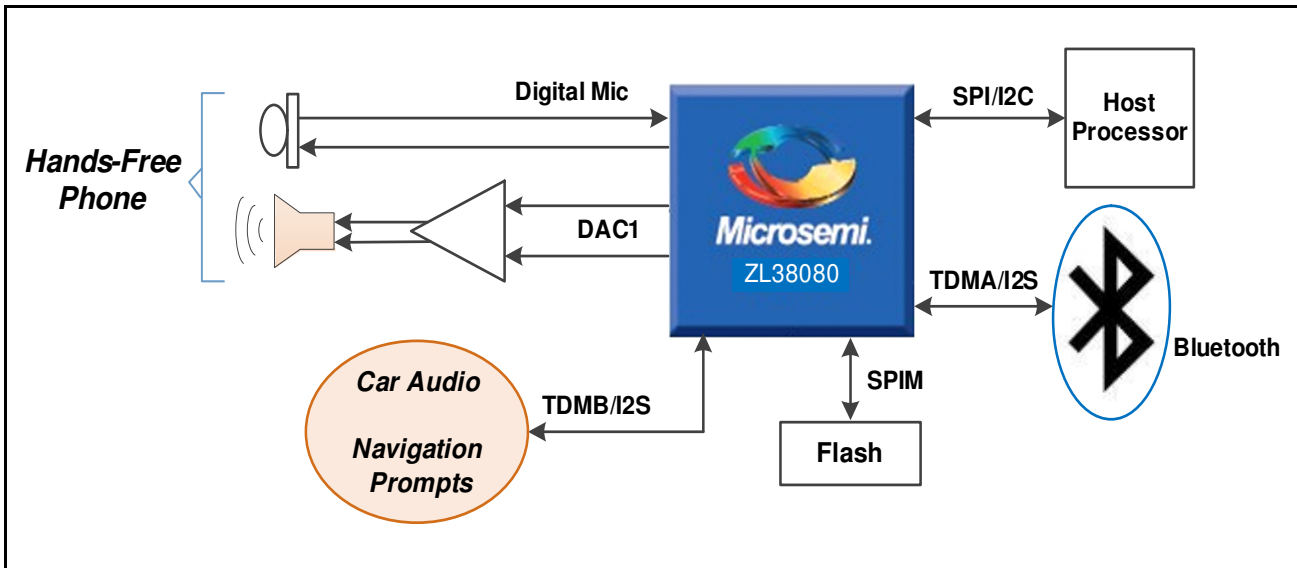 Hands-Free
Phone
Digital Mic
DAC1
Microsemi.
ZL38080
SPI/I2C
Host
Processor
TDMA/I2S
Bluetooth
SPIM
Flash
TDMB/I2S
Car Audio
Navigation
Prompts